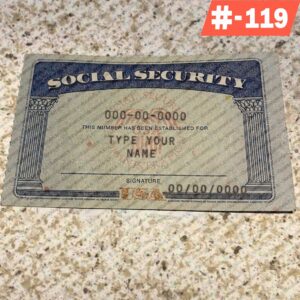 #-119
SOCIAL SECURITY
000-00-0000
THIS NUMBER HAS BEEN ESTABLISHED FOR
TYPE YOUR
NAME
SIGNATURE
USA 00/00/0000